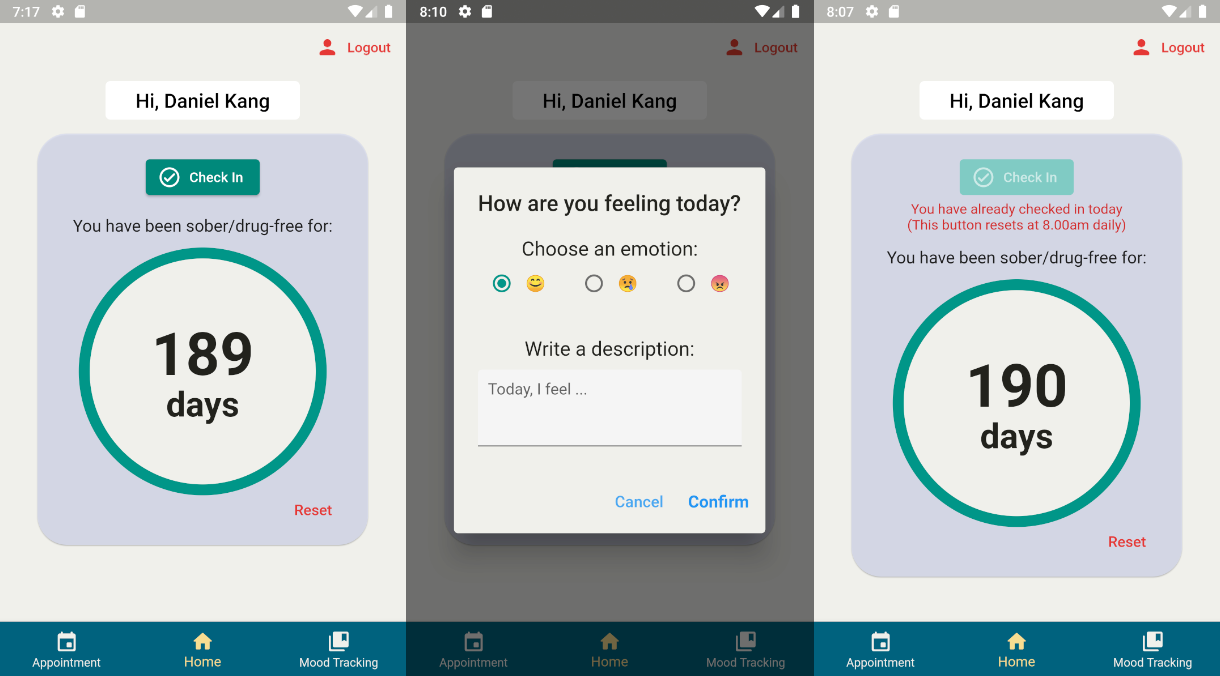 7:17
Logout
Hi, Daniel Kang
Check In
You have been sober/drug-free for:
189
days
Reset
Appointment
Home
Mood Tracking
8:10
Logout
Hi, Daniel Kang
How are you feeling today?
Choose an emotion:
Write a description:
Today, I feel ...
Cancel
Confirm
Appointment
Home
Mood Tracking
8:07
Logout
Hi, Daniel Kang
Check In
You have already checked in today
(This button resets at 8.00am daily)
You have been sober/drug-free for:
190
days
Reset
Appointment
Home
Mood Tracking